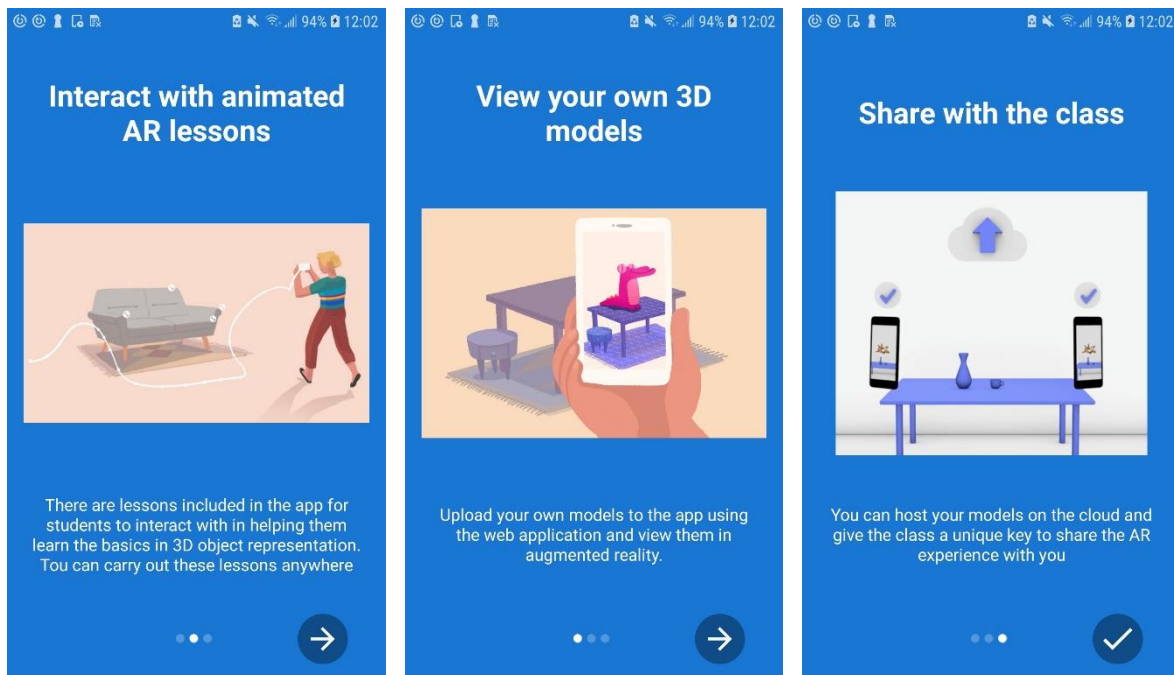 94% 12:02
Interact with animated
AR lessons
There are lessons included in the app for
students to interact with in helping them
learn the basics in 3D object representation.
Tou can carry out these lessons anywhere
94% 12:02
View your own 3D
models
Upload your own models to the app using
the web application and view them in
augmented reality.
94% 12:02
Share with the class
You can host your models on the cloud and
give the class a unique key to share the AR
experience with you